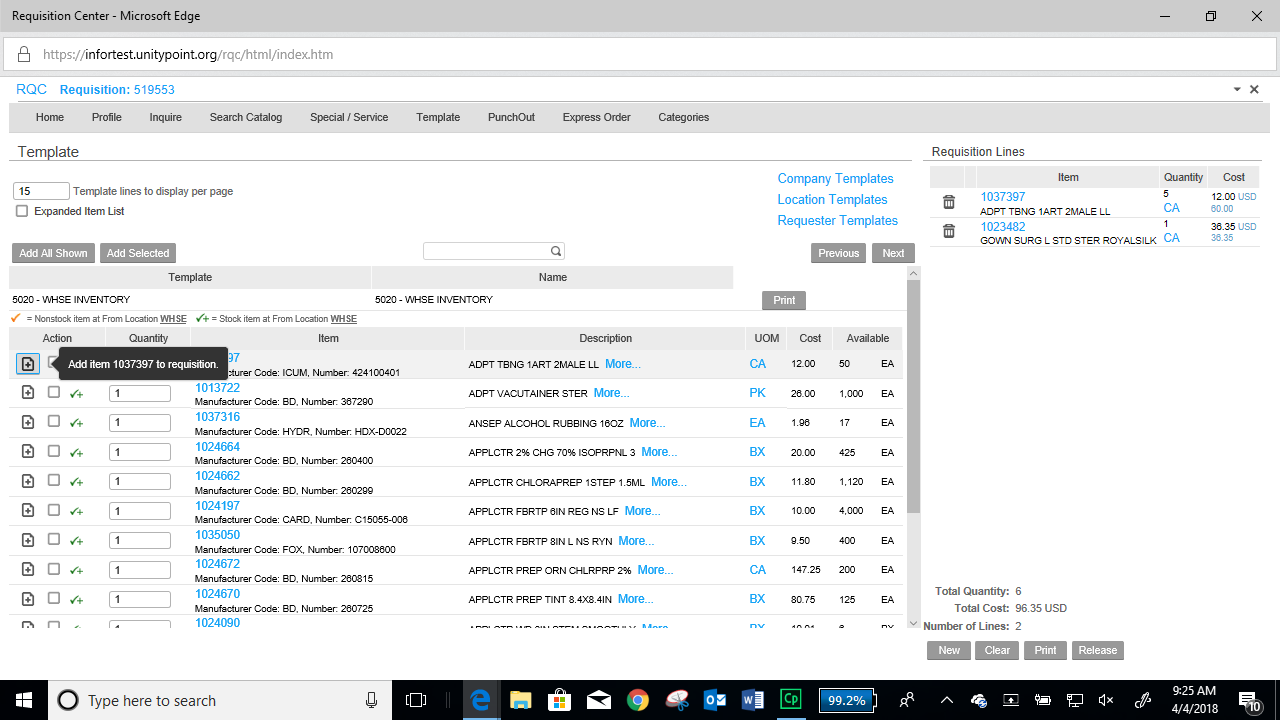 Requisition Center - Microsoft Edge
https://infortest.unitypoint.org/rqc/html/index.htm
RQC Requisition: 519553
Home Profile Inquire Search Catalog Special / Service Template PunchOut Express Order Categories
Template
15 Template lines to display per page
Expanded Item List
Company Templates
Location Templates
Requester Templates
Add All Shown Add Selected Previous Next
Template Name
5020 - WHSE INVENTORY 5020 - WHSE INVENTORY Print
= Nonstock item at From Location WHSE = Stock item at From Location WHSE
Action Quantity Item Description UOM Cost Available
Add item 1037397 to requisition.
97
turer Code: ICUM, Number: 424100401
ADPT TBNG 1ART 2MALE LL More... CA 12.00 50 EA
1 1013722
Manufacturer Code: BD, Number: 367290
ADPT VACUTAINER STER More... PK 26.00 1,000 EA
1 1037316
Manufacturer Code: HYDR, Number: HDX-D0022
ANSEP ALCOHOL RUBBING 16OZ More... EA 1.96 17 EA
1 1024664
Manufacturer Code: BD, Number: 260400
APPLCTR 2% CHG 70% ISOPRPNL 3 More... BX 20.00 425 EA
1 1024662
Manufacturer Code: BD, Number: 260299
APPLCTR CHLORAPREP 1STEP 1.5ML More... BX 11.80 1,120 EA
1 1024197
Manufacturer Code: CARD, Number: C15055-006
APPLCTR FBRTP 6IN REG NS LF More... BX 10.00 4,000 EA
1 1035050
Manufacturer Code: FOX, Number: 107008600
APPLCTR FBRTP 8IN L NS RYN More... BX 9.50 400 EA
1 1024672
Manufacturer Code: BD, Number: 260815
APPLCTR PREP ORN CHLRPRP 2% More... CA 147.25 200 EA
1 1024670
Manufacturer Code: BD, Number: 260725
APPLCTR PREP TINT 8.4X8.4IN More... BX 80.75 125 EA
1024090
Requisition Lines
Item Quantity Cost
1037397 5 12.00 USD
ADPT TBNG 1ART 2MALE LL CA 60.00
1023482 1 36.35 USD
GOWN SURG L STD STER ROYALSILK CA 36.35
Total Quantity: 6
Total Cost: 96.35 USD
Number of Lines: 2
New Clear Print Release
Type here to search
99.2%
9:25 AM
4/4/2018
10